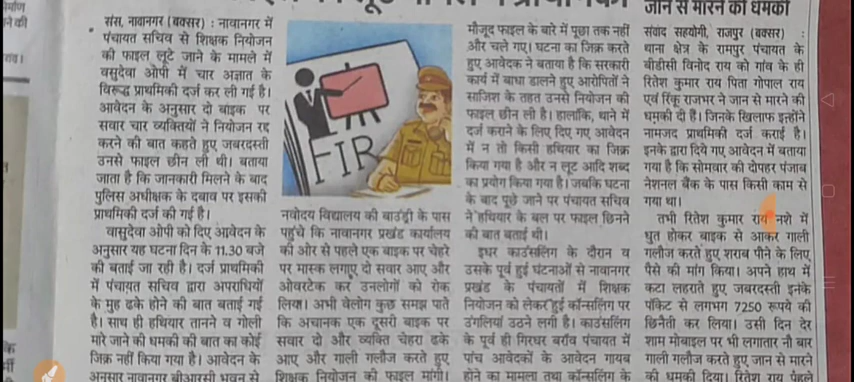 जान से मारने की धमकी
संस, नावानगर (बक्सर) : नावानगर में
पंचायत सचिव से शिक्षक नियोजन
की फाइल लूटे जाने के मामले में
वसुदेवा ओपी में चार अज्ञात के
विरूद्ध प्राथमिकी दर्ज कर ली गई है।
आवेदन के अनुसार दो बाइक पर
सवार चार व्यक्तियों ने नियोजन रद्द
करने की बात कहते हुए जबरदस्ती
उनसे फाइल छीन ली थी। बताया
जाता है कि जानकारी मिलने के बाद
पुलिस अधीक्षक के दबाव पर इसकी
प्राथमिकी दर्ज की गई है।
वासुदेवा ओपी को दिए आवेदन के
अनुसार यह घटना दिन के 11.30 बजे
की बताई जा रही है। दर्ज प्राथमिकी
में पंचायत सचिव द्वारा अपराधियों
के मुह ढके होने की बात बताई गई
है। साथ ही हथियार तानने व गोली
मारे जाने की धमकी की बात का कोई
जिक्र नहीं किया गया है। आवेदन के
अनुसार नावानगर बीआरसी भवन से
FIR
नवोदय विद्यालय की बाउंड्री के पास
पहुंचे कि नावानगर प्रखंड कार्यालय
की ओर से पहले एक बाइक पर चेहरे
पर मास्क लगाए दो सवार आए और
ओवरटेक कर उनलोगों को रोक
लिया। अभी वेलोग कुछ समझ पाते
कि अचानक एक दूसरी बाइक पर
सवार दो और व्यक्ति चेहरा ढके
आए और गाली गलौज करते हुए
शिक्षक नियोजन की फाइल मांगी।
मौजूद फाइल के बारे में पूछा तक नहीं
और चले गए। घटना का जिक्र करते
हुए आवेदक ने बताया है कि सरकारी
कार्य में बाधा डालने हुए आरोपितों ने
साजिश के तहत उनसे नियोजन की
फाइल छीन ली है। हालांकि, थाने में
दर्ज कराने के लिए दिए गए आवेदन
में न तो किसी हथियार का जिक्र
किया गया है और न लूट आदि शब्द
का प्रयोग किया गया है। जबकि घटना
के बाद पूछे जाने पर पंचायत सचिव
ने हथियार के बल पर फाइल छिनने
की बात बताई थी।
इधर काउंसलिंग के दौरान व
उसके पूर्व हुई घंटनाओं से नावानगर
प्रखंड के पंचायतों में शिक्षक
नियोजन को लेकर हुई कॉन्सलिंग पर
उंगलियां उठने लगी है। काउंसलिंग
के पूर्व ही गिरधर बराँव पंचायत में
पांच आवेदकों के आवेदन गायब
होने का मामला तथा कॉन्सलिंग के
संवाद सहयोगी, राजपुर (बक्सर) :
थाना क्षेत्र के रामपुर पंचायत के
बीडीसी विनोद राय को गांव के ही
रितेश कुमार राय पिता गोपाल राय
एवं रिंकू राजभर ने जान से मारने की
धमकी दी हैं। जिनके खिलाफ इन्होंने
नामजद प्राथमिकी दर्ज कराई है।
इनके द्वारा दिये गए आवेदन में बताया
गया है कि सोमवार की दोपहर पंजाब
नेशनल बैंक के पास किसी काम से
गया था।
तभी रितेश कुमार राय नशे में
धुत होकर बाइक से आकर गाली
गलौज करते हुए शराब पीने के लिए
पैसे की मांग किया। अपने हाथ में
कटा लहराते हुए जबरदस्ती इनके
पॉकेट से लगभग 7250 रूपये की
छिनैती कर लिया। उसी दिन देर
शाम मोबाइल पर भी लगातार नौ बार
गाली गलौज करते हुए जान से मारने
की धमकी दिया। रितेश राय पहले